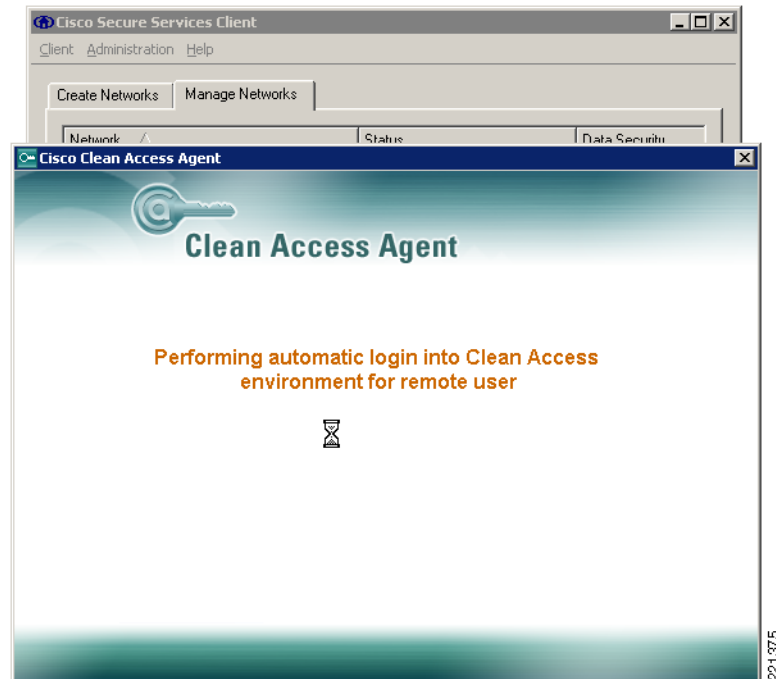 Cisco Secure Services Client
Client Administration Help
Create Networks Manage Networks
Network Status Data Security
Cisco Clean Access Agent
Clean Access Agent
Performing automatic login into Clean Access
environment for remote user
221375